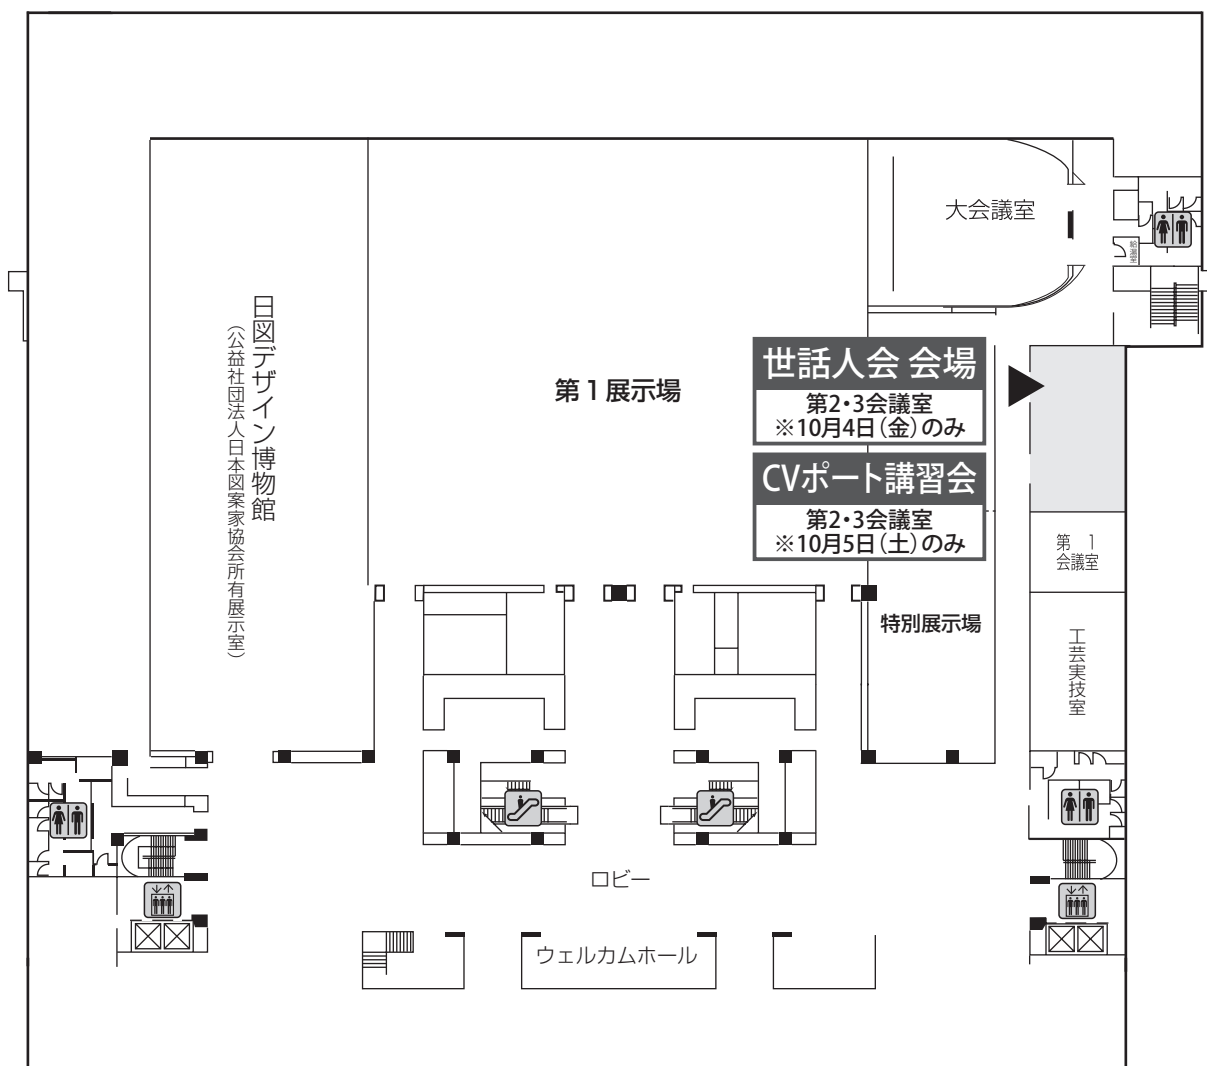 大会議室
給湯室
日図デザイン博物館
（公益社団法人日本図案家協会所有展示室）
第1展示場
世話人会 会場
第2・3会議室
※10月4日（金）のみ
CVポート講習会
第2・3会議室
※10月5日（土）のみ
第 1
会議室
特別展示場
工芸実技室
ロビー
ウェルカムホール